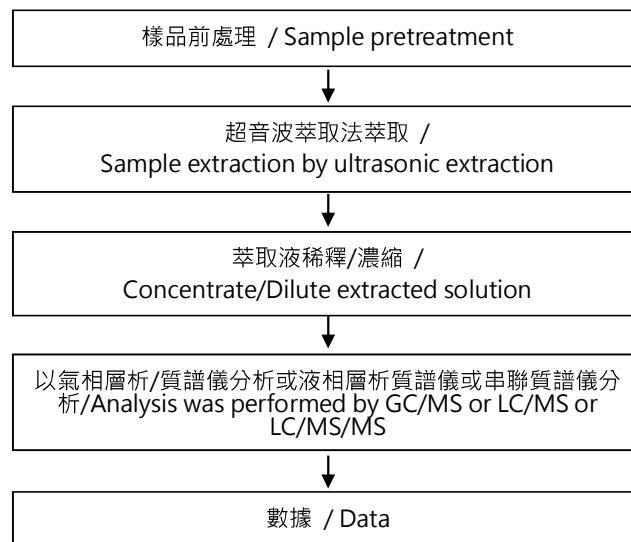 樣品前處理 / Sample pretreatment
超音波萃取法萃取 /
Sample extraction by ultrasonic extraction
萃取液稀釋/濃縮 /
Concentrate/Dilute extracted solution
以氣相層析/質譜儀分析或液相層析質譜儀或串聯質譜儀分
析/Analysis was performed by GC/MS or LC/MS or
LC/MS/MS
數據 / Data